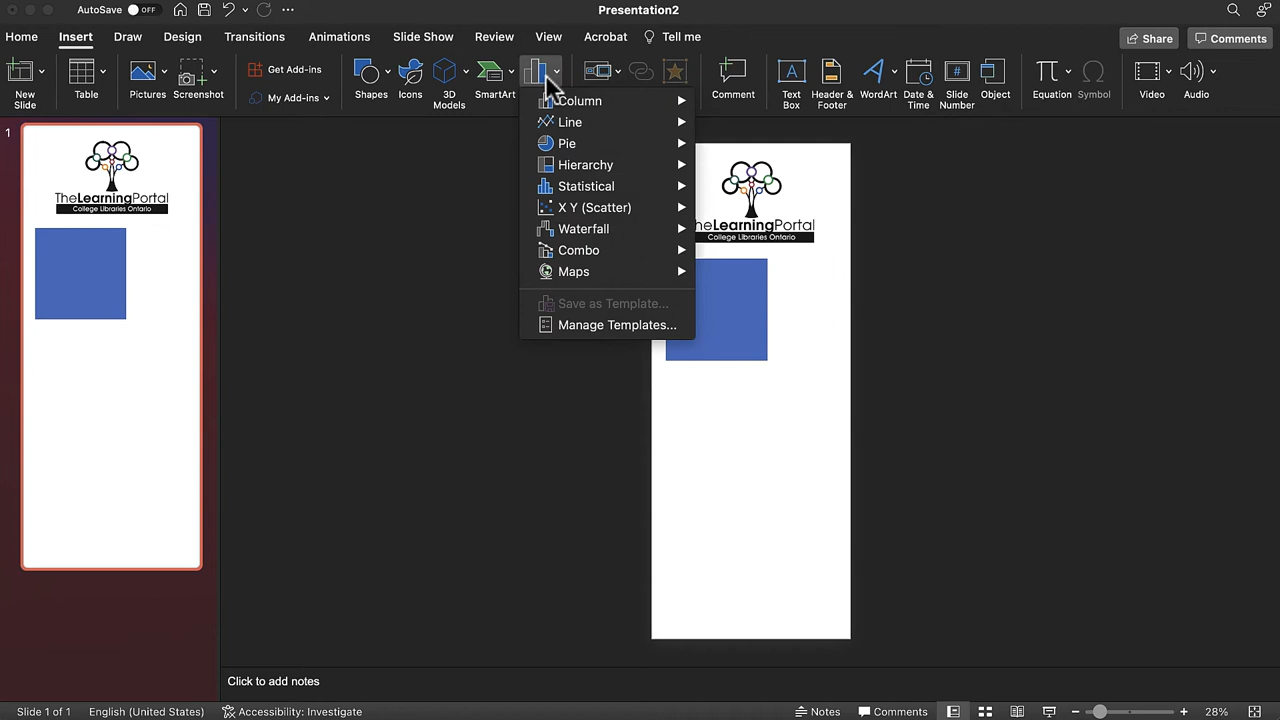 AutoSave OFF
Presentation2
Home Insert Draw Design Transitions Animations Slide Show Review View Acrobat Tell me
Share Comments
New Slide
Table
Pictures
Screenshot
Get Add-ins
My Add-ins
Shapes
Icons
3D Models
SmartArt
Comment
Text Box
Header & Footer
WordArt
Date & Time
Slide Number
Object
Equation
Symbol
Video
Audio
Column
Line
Pie
Hierarchy
Statistical
X Y (Scatter)
Waterfall
Combo
Maps
Save as Template...
Manage Templates...
1
TheLearningPortal
College Libraries Ontario
heLearningPortal
College Libraries Ontario
Click to add notes
Slide 1 of 1 English (United States) Accessibility: Investigate Notes Comments 28%